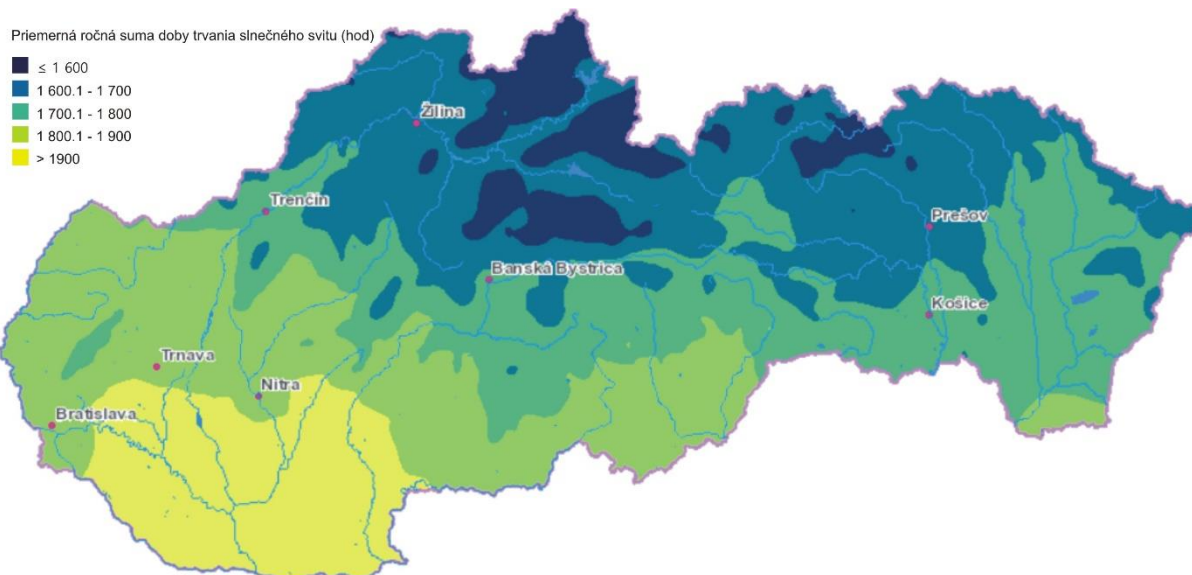 Priemerná ročná suma doby trvania slnečného svitu (hod)
≤ 1 600
1 600.1 - 1 700
1 700.1 - 1 800
1 800.1 - 1 900
> 1900
Žilina
Trenčín
Prešov
Banská Bystrica
Košice
Trnava
Nitra
Bratislava